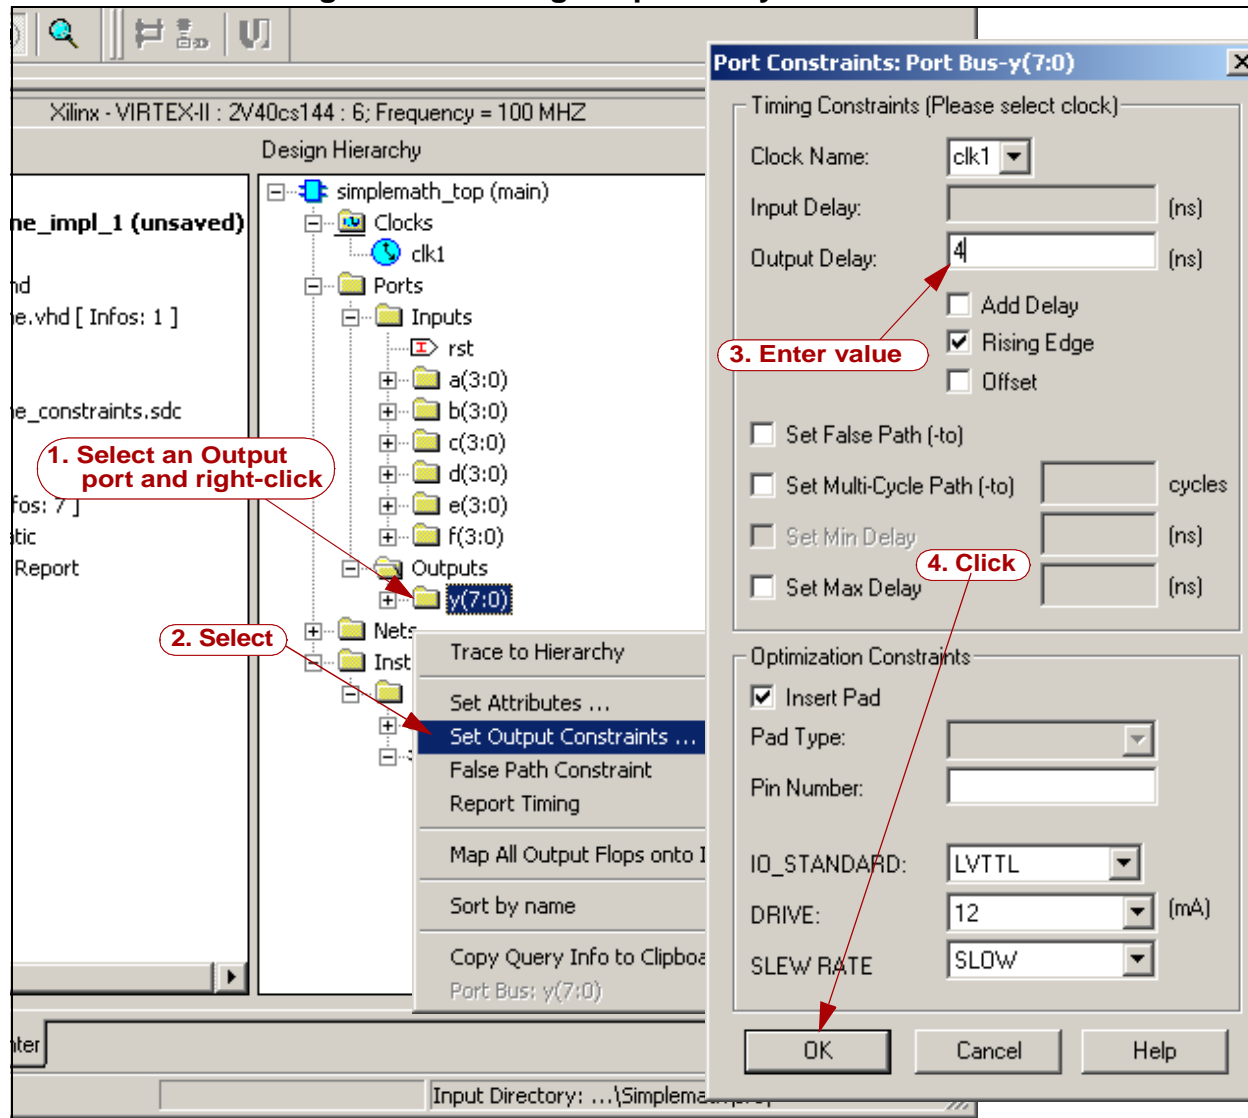 Xilinx - VIRTEX-II : 2V40cs144 : 6; Frequency = 100 MHZ
Design Hierarchy
simplemath_top (main)
ne_impl_1 (unsaved)
Clocks
clk1
Ports
Inputs
e.vhd [ Infos: 1 ]
rst
a(3:0)
b(3:0)
e_constraints.sdc
c(3:0)
1. Select an Output
port and right-click
d(3:0)
fos: 7 ]
e(3:0)
tic
f(3:0)
Report
Outputs
y(7:0)
2. Select
Nets
Inst
Trace to Hierarchy
Set Attributes ...
Set Output Constraints ...
False Path Constraint
Report Timing
Map All Output Flops onto I
Sort by name
Copy Query Info to Clipboa
Port Bus: y(7:0)
nter
Input Directory: ...\Simplema
Port Constraints: Port Bus-y(7:0)
Timing Constraints (Please select clock)
Clock Name: clk1
Input Delay: (ns)
Output Delay: 4 (ns)
Add Delay
3. Enter value
Rising Edge
Offset
Set False Path (-to)
Set Multi-Cycle Path (-to) cycles
Set Min Delay (ns)
4. Click
Set Max Delay (ns)
Optimization Constraints
Insert Pad
Pad Type:
Pin Number:
IO_STANDARD: LVTTL
DRIVE: 12 (mA)
SLEW RATE SLOW
OK Cancel Help